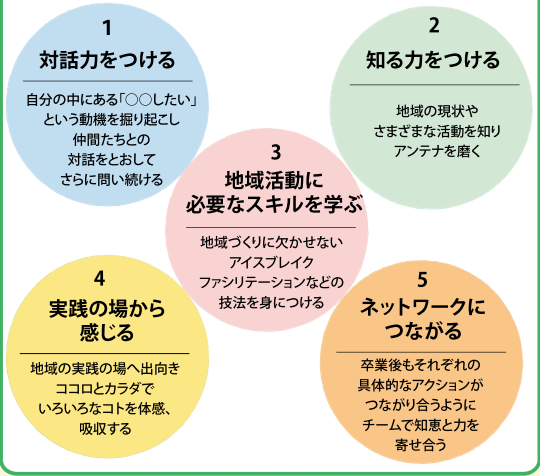 1
対話力をつける
自分の中にある「○○したい」
という動機を掘り起こし
仲間たちとの
対話をとおして
さらに問い続ける
2
知る力をつける
地域の現状や
さまざまな活動を知り
アンテナを磨く
3
地域活動に
必要なスキルを学ぶ
地域づくりに欠かせない
アイスブレイク
ファシリテーションなどの
技法を身につける
4
実践の場から
感じる
地域の実践の場へ出向き
ココロとカラダで
いろいろなコトを体感、
吸収する
5
ネットワークに
つながる
卒業後もそれぞれの
具体的なアクションが
つながり合うように
チームで知恵と力を
寄せ合う